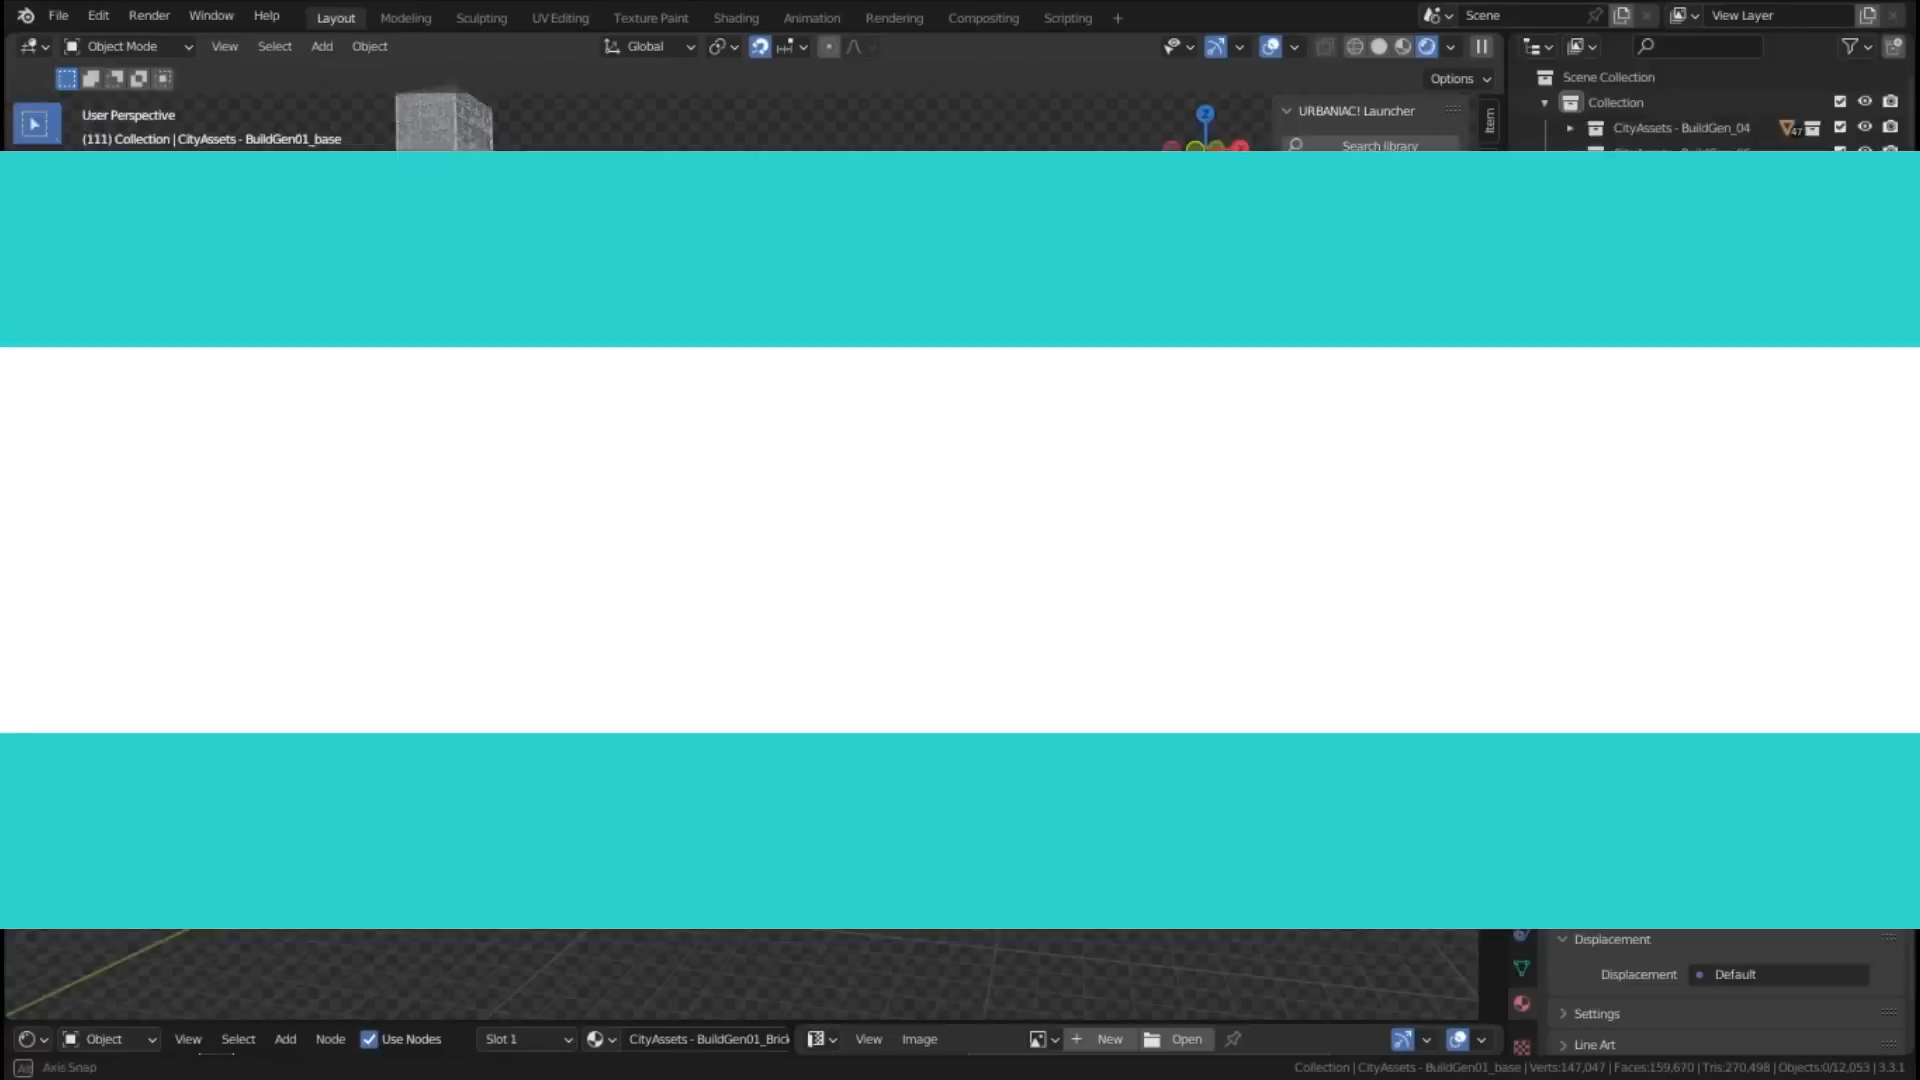 File Edit Render Window Help Layout Modeling Sculpting UV Editing Texture Paint Shading Animation Rendering Compositing Scripting + Scene View Layer
Object Mode View Select Add Object Global
Options
Scene Collection
User Perspective
(111) Collection | CityAssets - BuildGen01_base
URBANIAC! Launcher
Item
Search library
Z
Collection
CityAssets - BuildGen_04 47
Displacement
Displacement Default
Settings
Line Art
Object View Select Add Node Use Nodes Slot 1 CityAssets - BuildGen01_Brick View Image + New Open
Alt Axis Snap
Collection | CityAssets - BuildGen01_base | Verts:147,047 | Faces:159,670 | Tris:270,498 | Objects:0/12,053 | 3.3.1